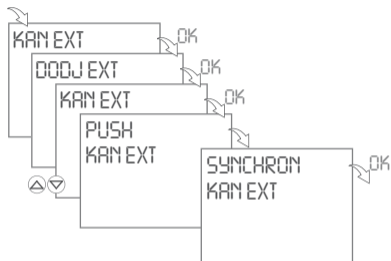 KAN EXT
OK
DODJ EXT
OK
KAN EXT
OK
PUSH
KAN EXT
SYNCHRON
KAN EXT
OK